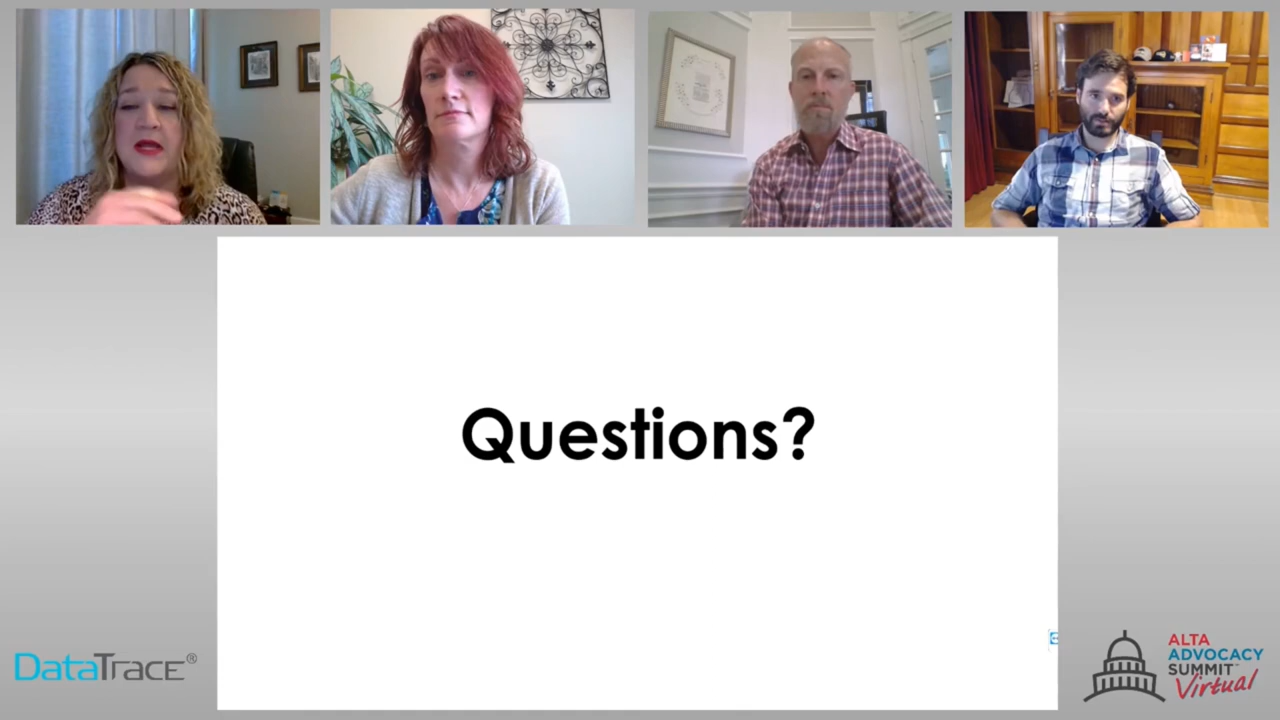 Questions?
DataTrace®
ALTA
ADVOCACY
SUMMIT
Virtual